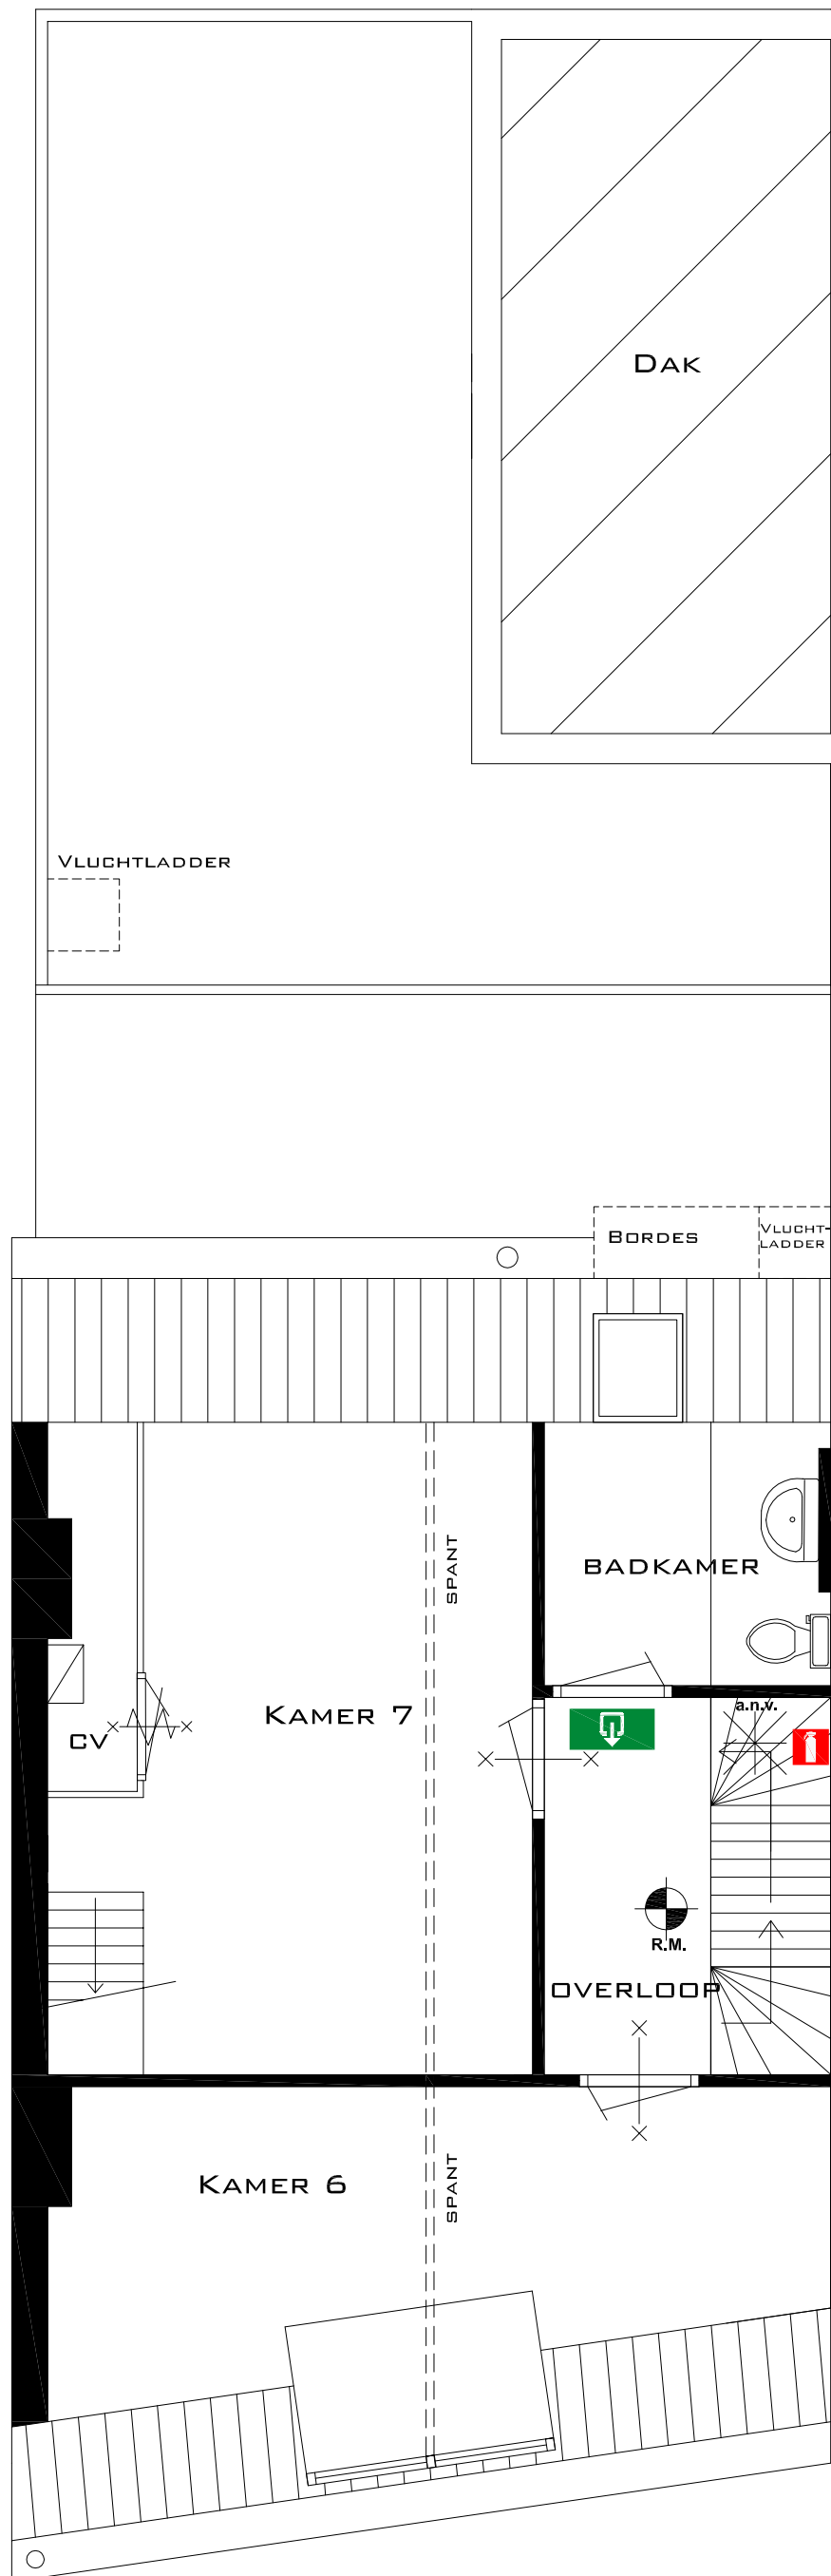 Dak
Vluchtladder
Bordes
Vlucht-
ladder
spant
badkamer
Kamer 7
a.n.v.
cv
R.M.
overloop
spant
Kamer 6